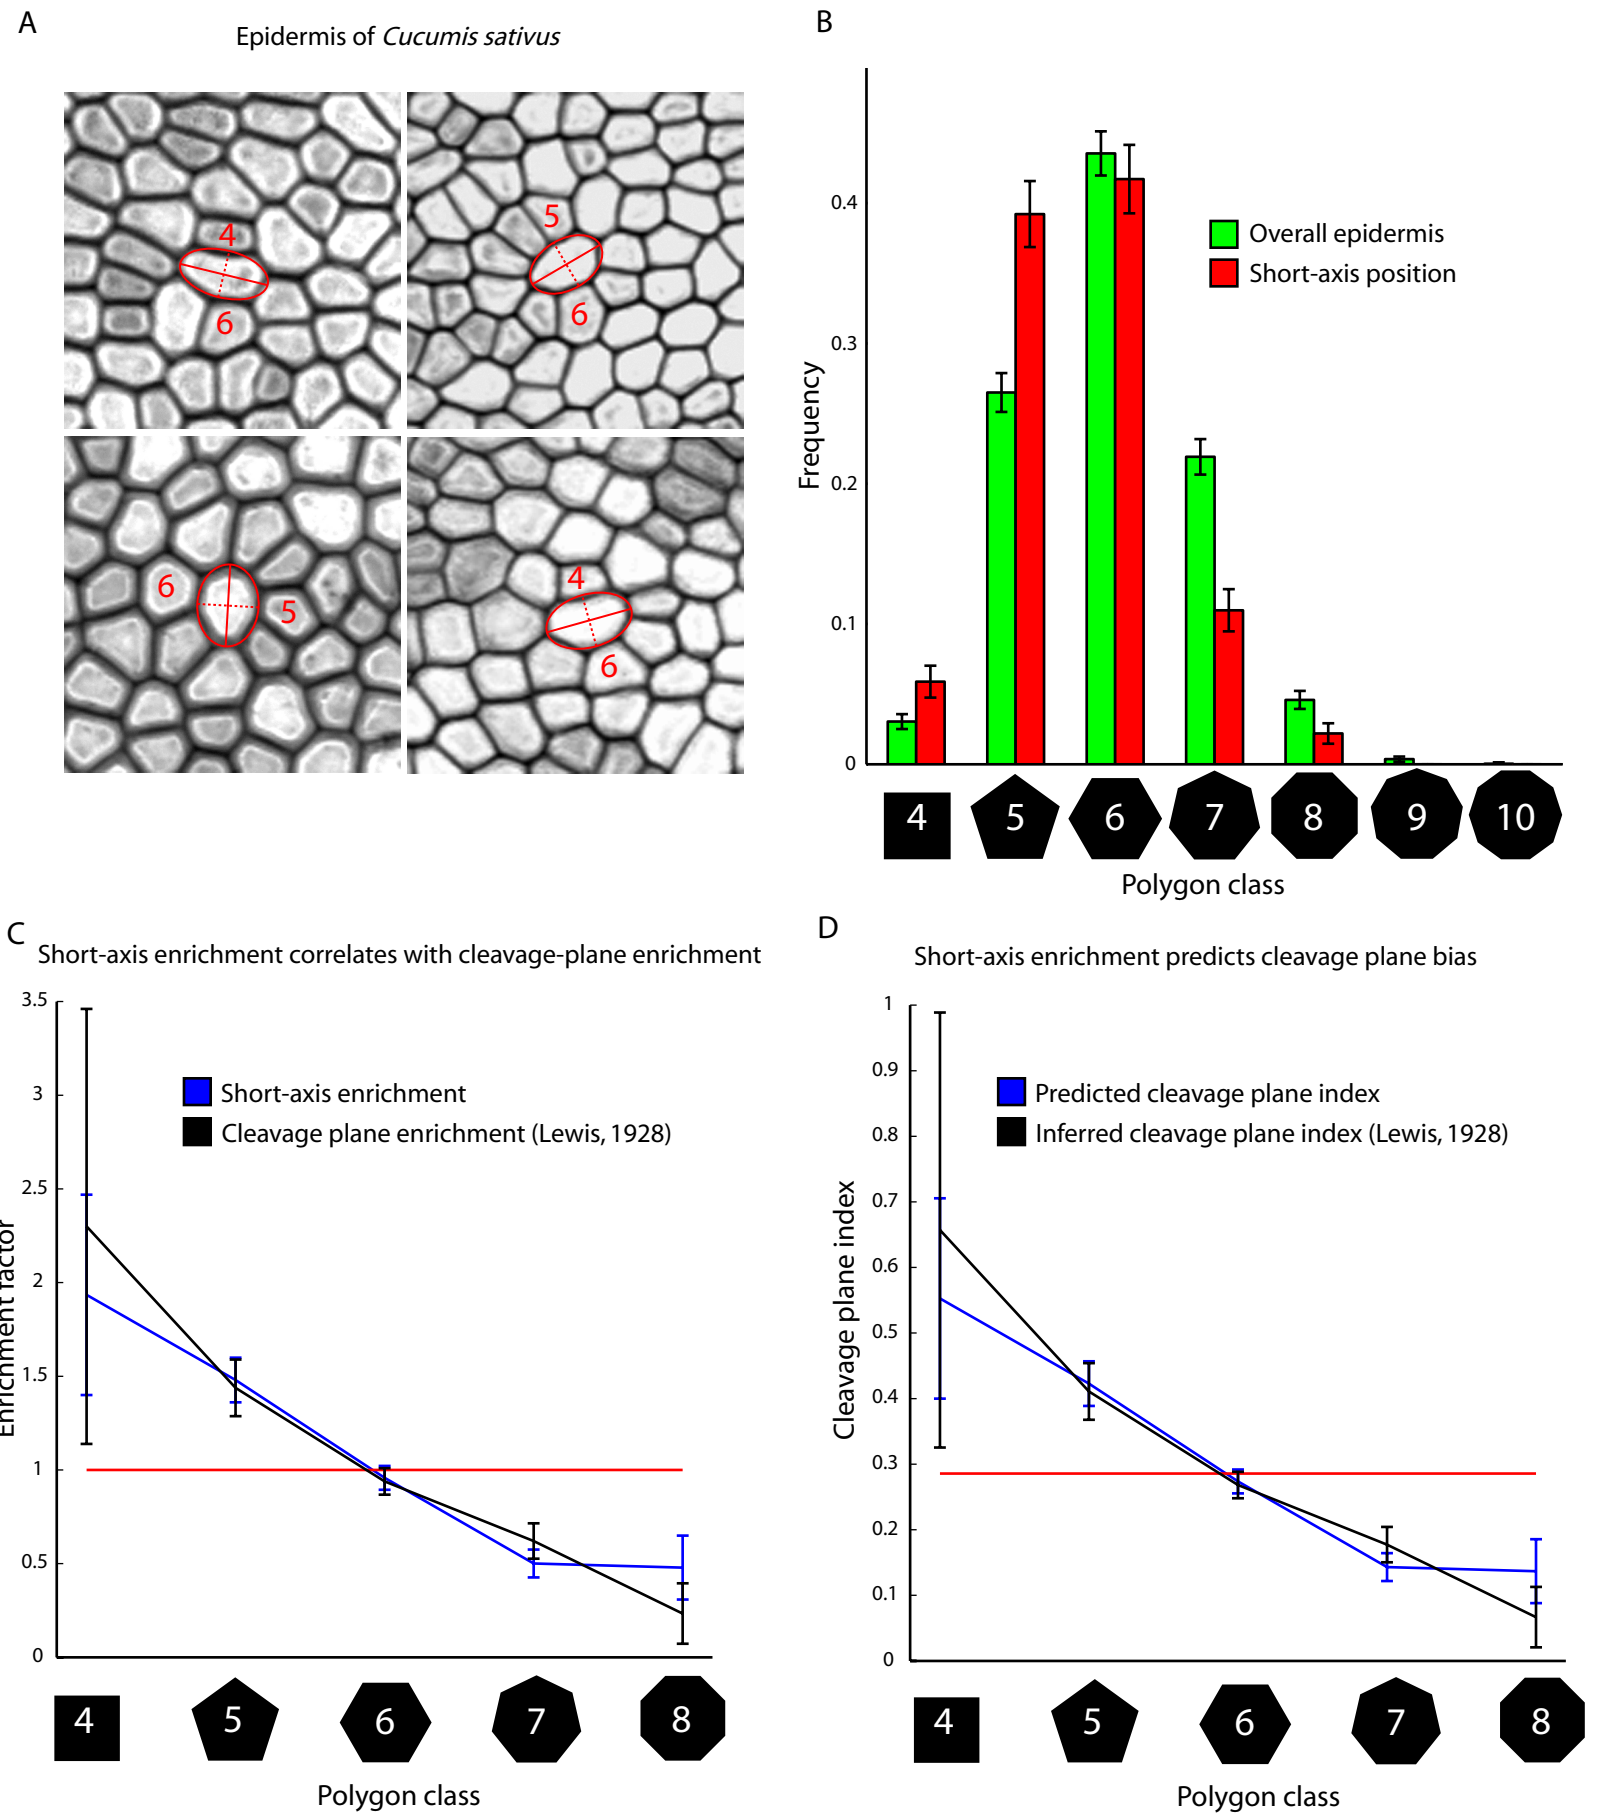 A
Epidermis of Cucumis sativus
4
6
5
6
6
5
4
6
B
Frequency
0.4
0.3
0.2
0.1
0
Overall epidermis
Short-axis position
4 5 6 7 8 9 10
Polygon class
C
Short-axis enrichment correlates with cleavage-plane enrichment
Enrichment factor
3.5
3
2.5
2
1.5
1
0.5
0
Short-axis enrichment
Cleavage plane enrichment (Lewis, 1928)
4 5 6 7 8
Polygon class
D
Short-axis enrichment predicts cleavage plane bias
Cleavage plane index
1
0.9
0.8
0.7
0.6
0.5
0.4
0.3
0.2
0.1
0
Predicted cleavage plane index
Inferred cleavage plane index (Lewis, 1928)
4 5 6 7 8
Polygon class